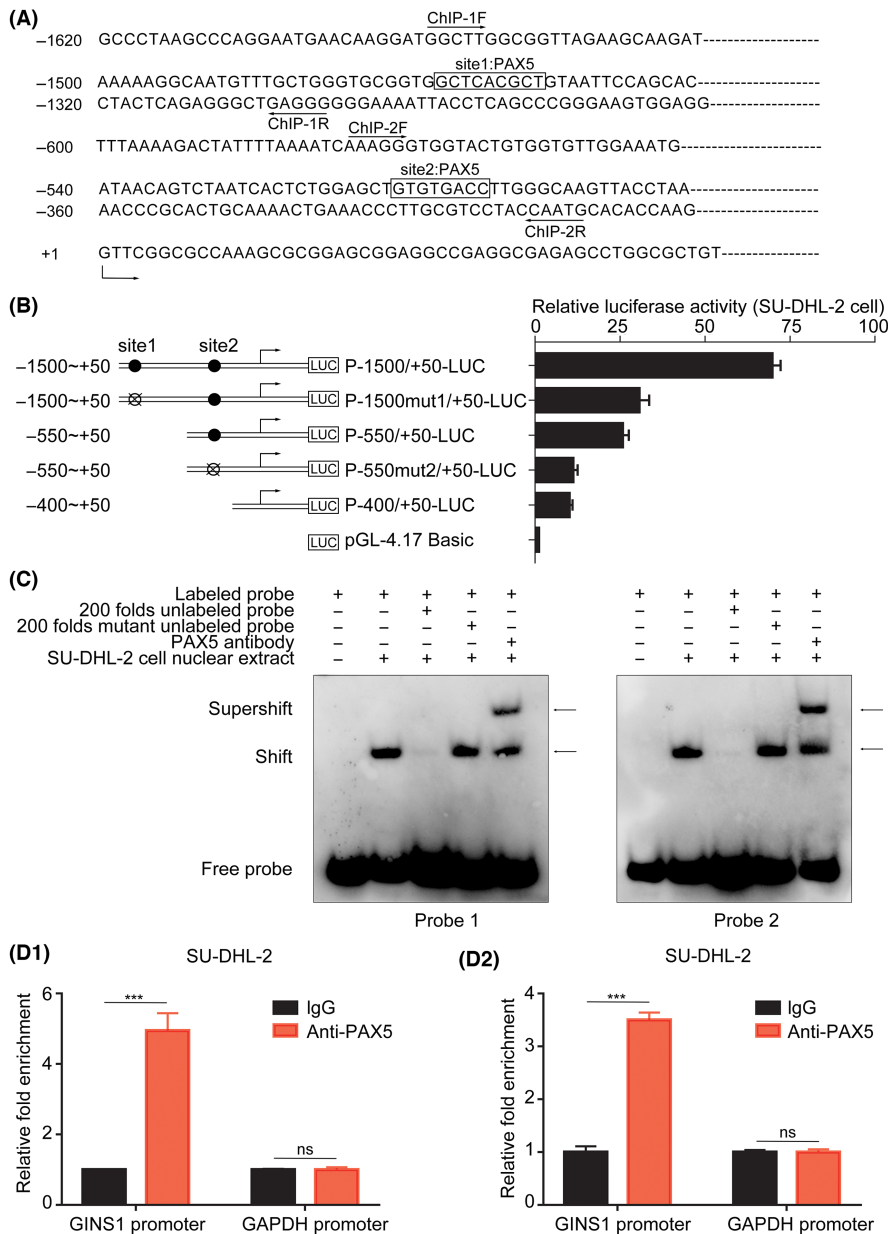 (A)
ChIP-1F
–1620 GCCCTAAGCCCAGGAATGAACAAGGATGGCTTGGCGGTTAGAAGCAAGAT-----------------
site1:PAX5
–1500 AAAAAGGCAATGTTTGCTGGGTGCGGTGGCTCACGCTGTAATTCCAGCAC------------------
–1320 CTACTCAGAGGGCTGAGGGGGGGAAAATTACCTCAGCCCGGGAAGTGGAGG----------------
ChIP-1R ChIP-2F
–600 TTTAAAAGACTATTTTAAAATCAAAGGGTGGTACTGTGGTGTTGGAAATG--------------------
site2:PAX5
–540 ATAACAGTCTAATCACTCTGGAGCTGTGTGACCTTGGGCAAGTTACCTAA------------------
–360 AACCCGCACTGCAAAACTGAAACCCTTGCGTCCTACCAATGCACACCAAG------------------
ChIP-2R
+1 GTTCGGCGCCAAAGCGCGGAGCGGAGGCCGAGGCGAGAGCCTGGCGCTGT--------------
(B)
Relative luciferase activity (SU-DHL-2 cell)
0 25 50 75 100
site1 site2
–1500~+50 LUC P-1500/+50-LUC
–1500~+50 LUC P-1500mut1/+50-LUC
–550~+50 LUC P-550/+50-LUC
–550~+50 LUC P-550mut2/+50-LUC
–400~+50 LUC P-400/+50-LUC
LUC pGL-4.17 Basic
(C)
Labeled probe + + + + + + + + + +
200 folds unlabeled probe – – + – – – – + – –
200 folds mutant unlabeled probe – – – + – – – – + –
PAX5 antibody – – – – + – – – – +
SU-DHL-2 cell nuclear extract – + + + + – + + + +
Supershift
Shift
Free probe
Probe 1 Probe 2
(D1) SU-DHL-2
Relative fold enrichment
6
4
2
0
***
ns
IgG
Anti-PAX5
GINS1 promoter GAPDH promoter
(D2) SU-DHL-2
Relative fold enrichment
4
3
2
1
0
***
ns
IgG
Anti-PAX5
GINS1 promoter GAPDH promoter